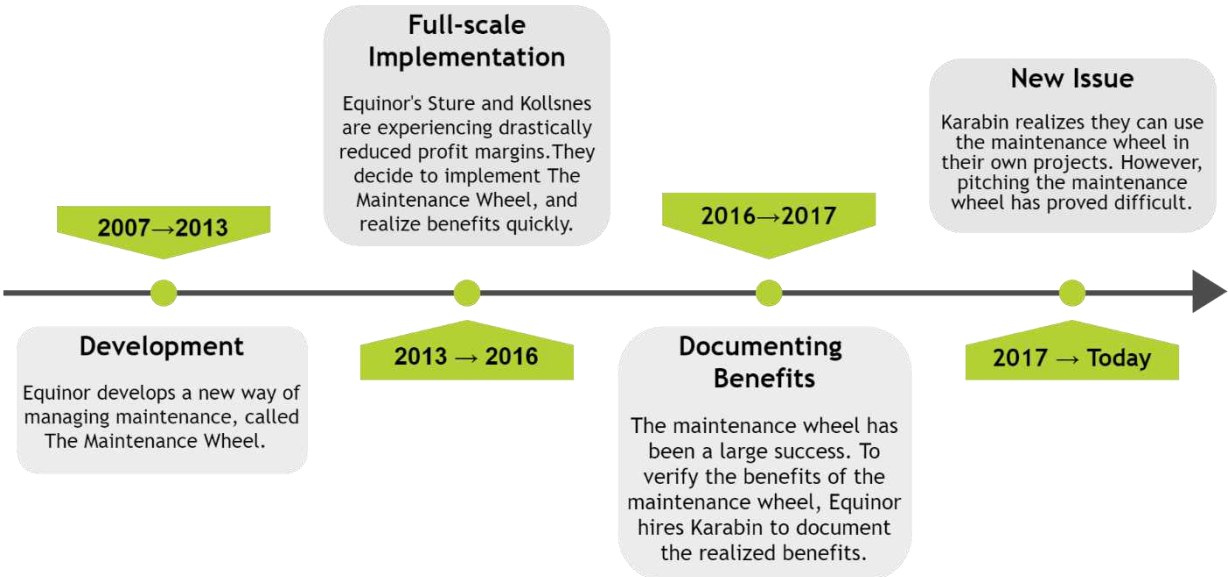 Full-scale
Implementation
Equinor's Sture and Kollsnes
are experiencing drastically
reduced profit margins.They
decide to implement The
Maintenance Wheel, and
realize benefits quickly.
New Issue
Karabin realizes they can use
the maintenance wheel in
their own projects. However,
pitching the maintenance
wheel has proved difficult.
2007→2013
2016→2017
Development
Equinor develops a new way of
managing maintenance, called
The Maintenance Wheel.
2013 → 2016
Documenting
Benefits
The maintenance wheel has
been a large success. To
verify the benefits of the
maintenance wheel, Equinor
hires Karabin to document
the realized benefits.
2017 → Today